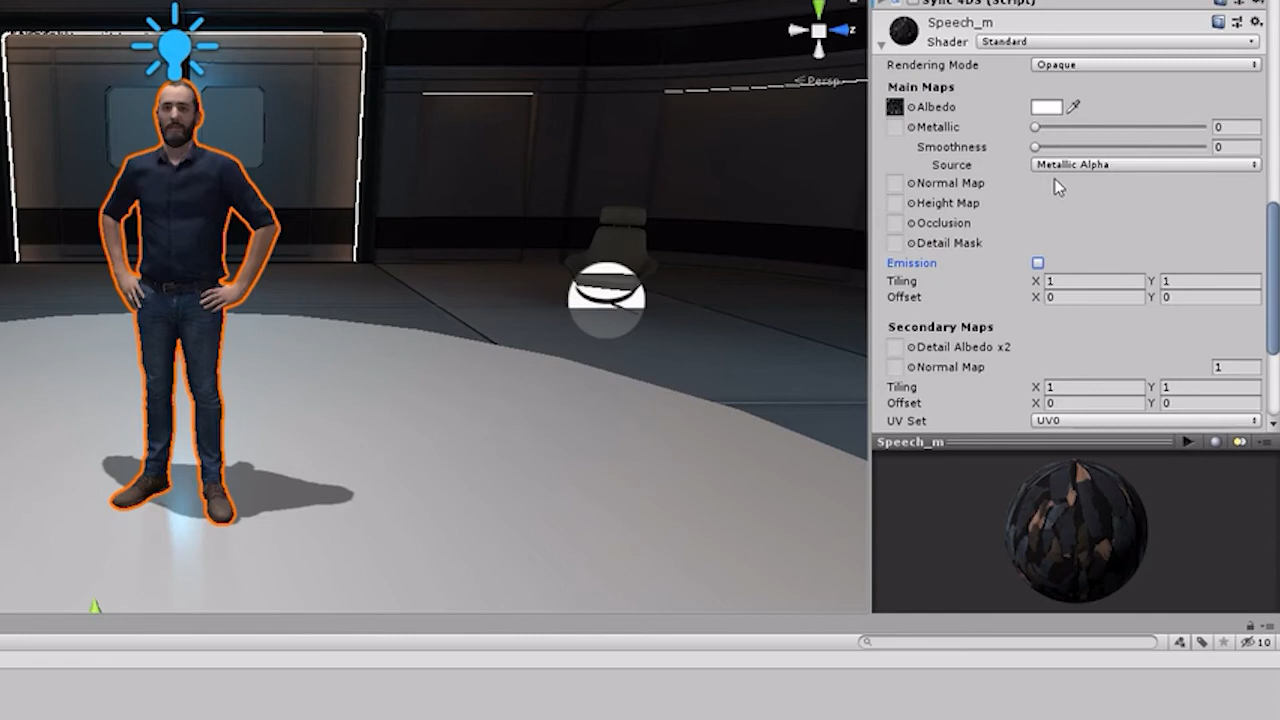 Sync 4DS (Script)
Speech_m
Shader Standard
z
Persp
Rendering Mode Opaque
Main Maps
Albedo
Metallic 0
Smoothness 0
Source Metallic Alpha
Normal Map
Height Map
Occlusion
Detail Mask
Emission
Tiling X 1 Y 1
Offset X 0 Y 0
Secondary Maps
Detail Albedo x2
Normal Map 1
Tiling X 1 Y 1
Offset X 0 Y 0
UV Set UV0
Speech_m
10